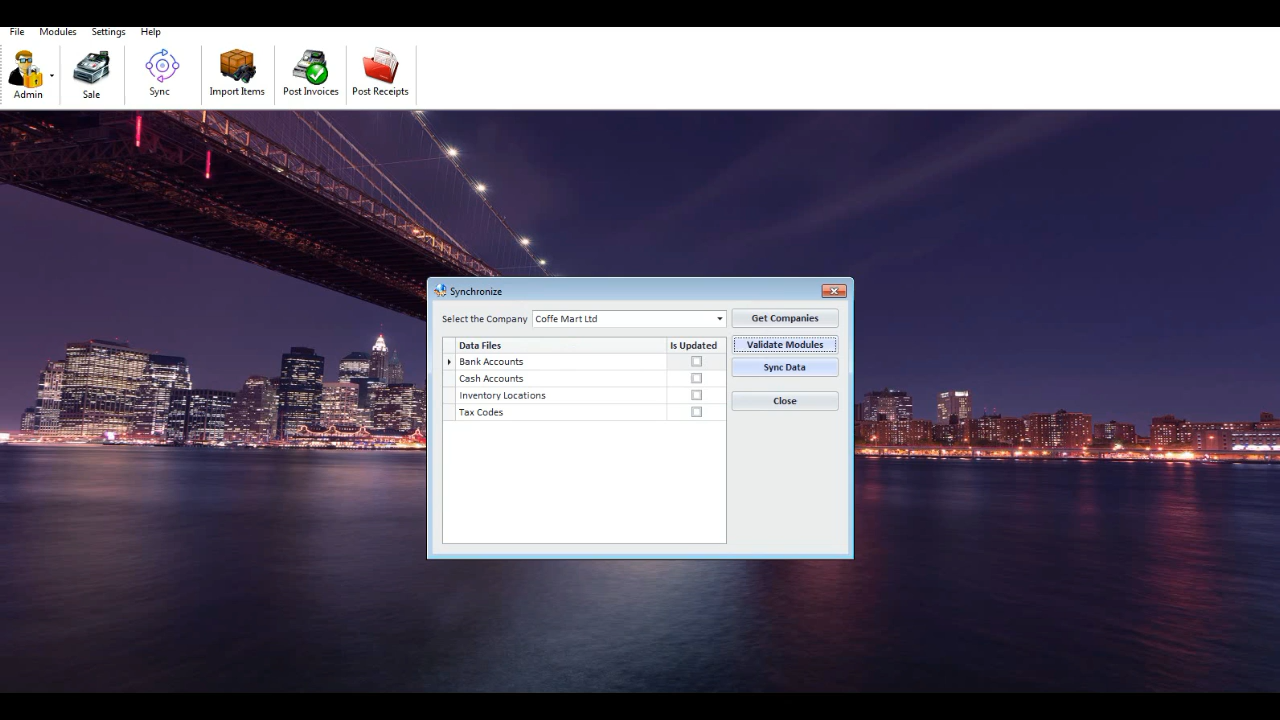 File Modules Settings Help
Admin Sale Sync Import Items Post Invoices Post Receipts
Synchronize
Select the Company Coffe Mart Ltd Get Companies
Data Files Is Updated Validate Modules
Bank Accounts
Sync Data
Cash Accounts
Inventory Locations
Close
Tax Codes